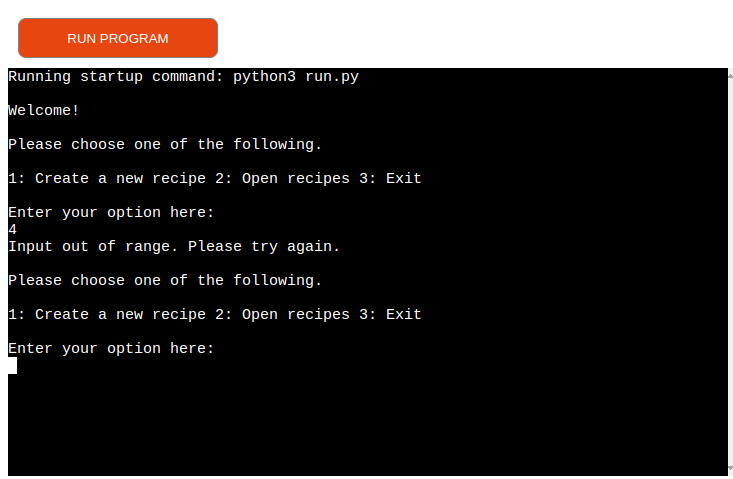 RUN PROGRAM
Running startup command: python3 run.py
Welcome!
Please choose one of the following.
1: Create a new recipe 2: Open recipes 3: Exit
Enter your option here:
4
Input out of range. Please try again.
Please choose one of the following.
1: Create a new recipe 2: Open recipes 3: Exit
Enter your option here: